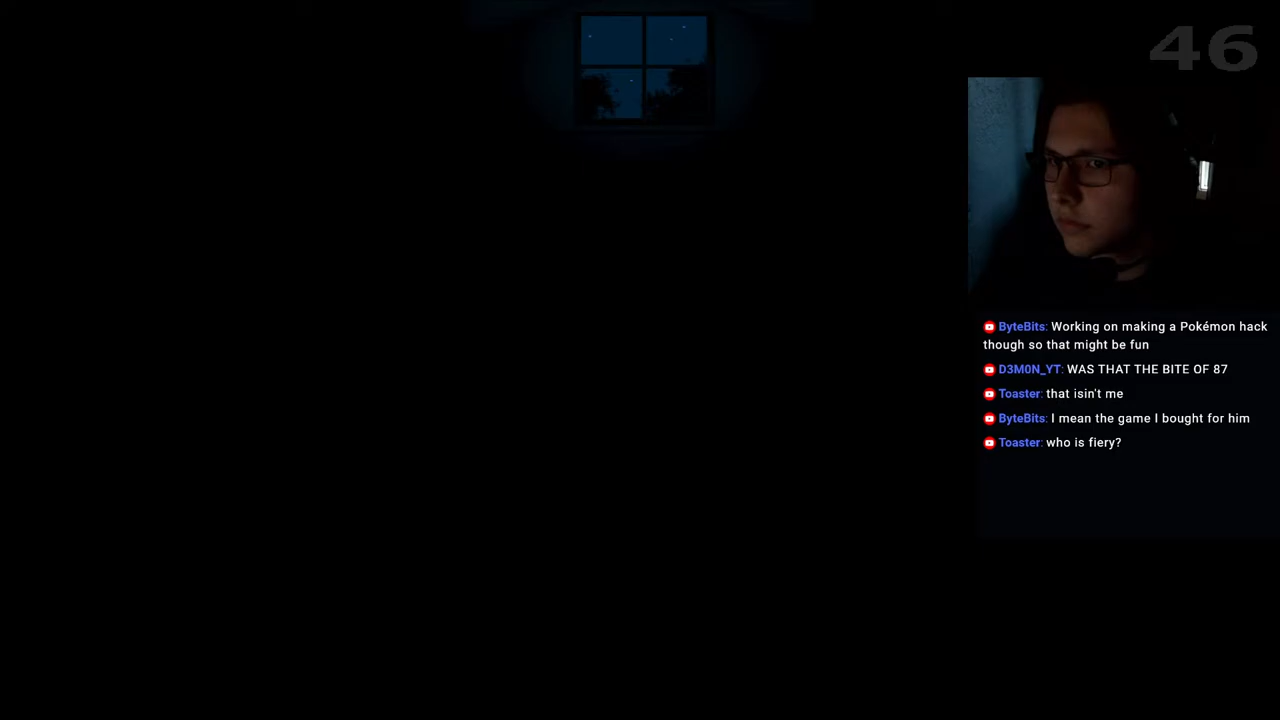 46
ByteBits: Working on making a Pokémon hack
though so that might be fun
D3M0N_YT: WAS THAT THE BITE OF 87
Toaster: that isin't me
ByteBits: I mean the game I bought for him
Toaster: who is fiery?